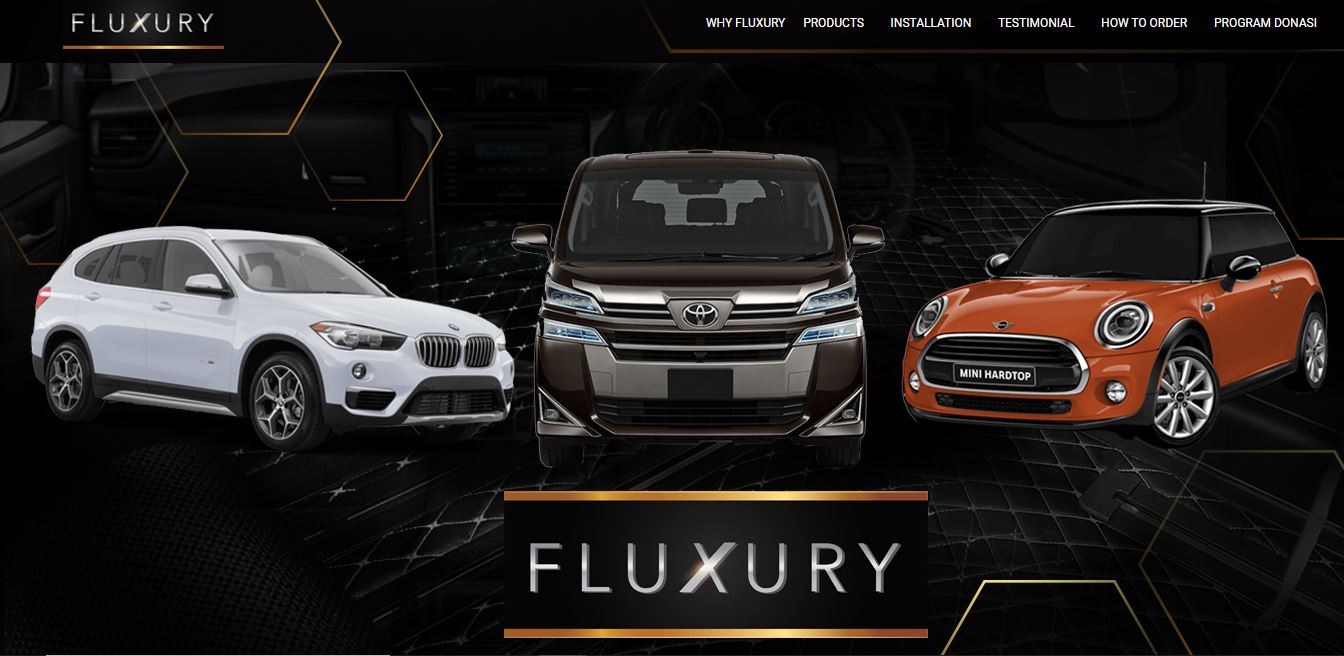 FLUXURY
WHY FLUXURY PRODUCTS INSTALLATION TESTIMONIAL HOW TO ORDER PROGRAM DONASI
MINI HARDTOP
FLUXURY